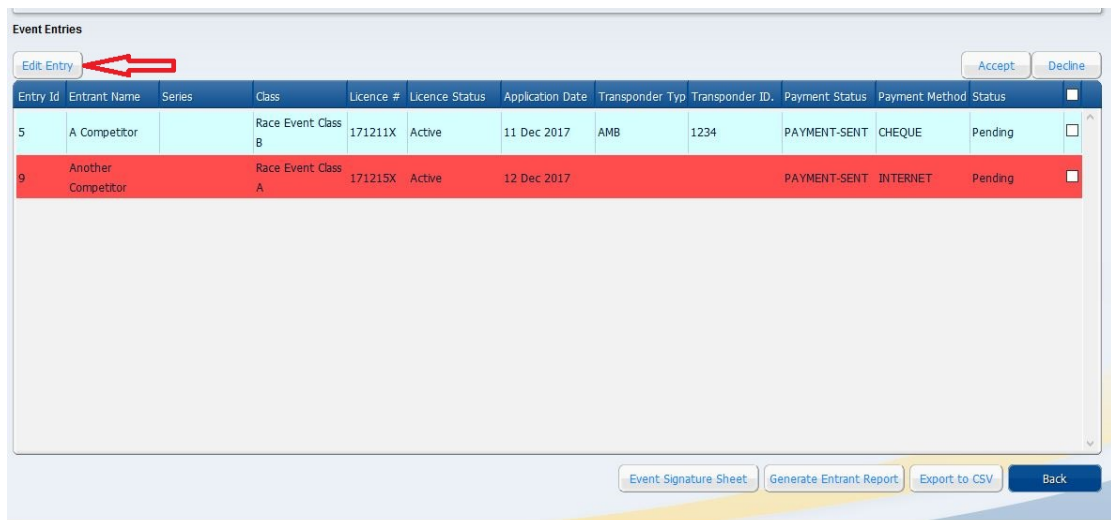 Event Entries
Edit Entry Accept Decline
Entry Id Entrant Name Series Class Licence # Licence Status Application Date Transponder Typ Transponder ID. Payment Status Payment Method Status
5 A Competitor Race Event Class B 171211X Active 11 Dec 2017 AMB 1234 PAYMENT-SENT CHEQUE Pending
9 Another Competitor Race Event Class A 171215X Active 12 Dec 2017 PAYMENT-SENT INTERNET Pending
Event Signature Sheet Generate Entrant Report Export to CSV Back